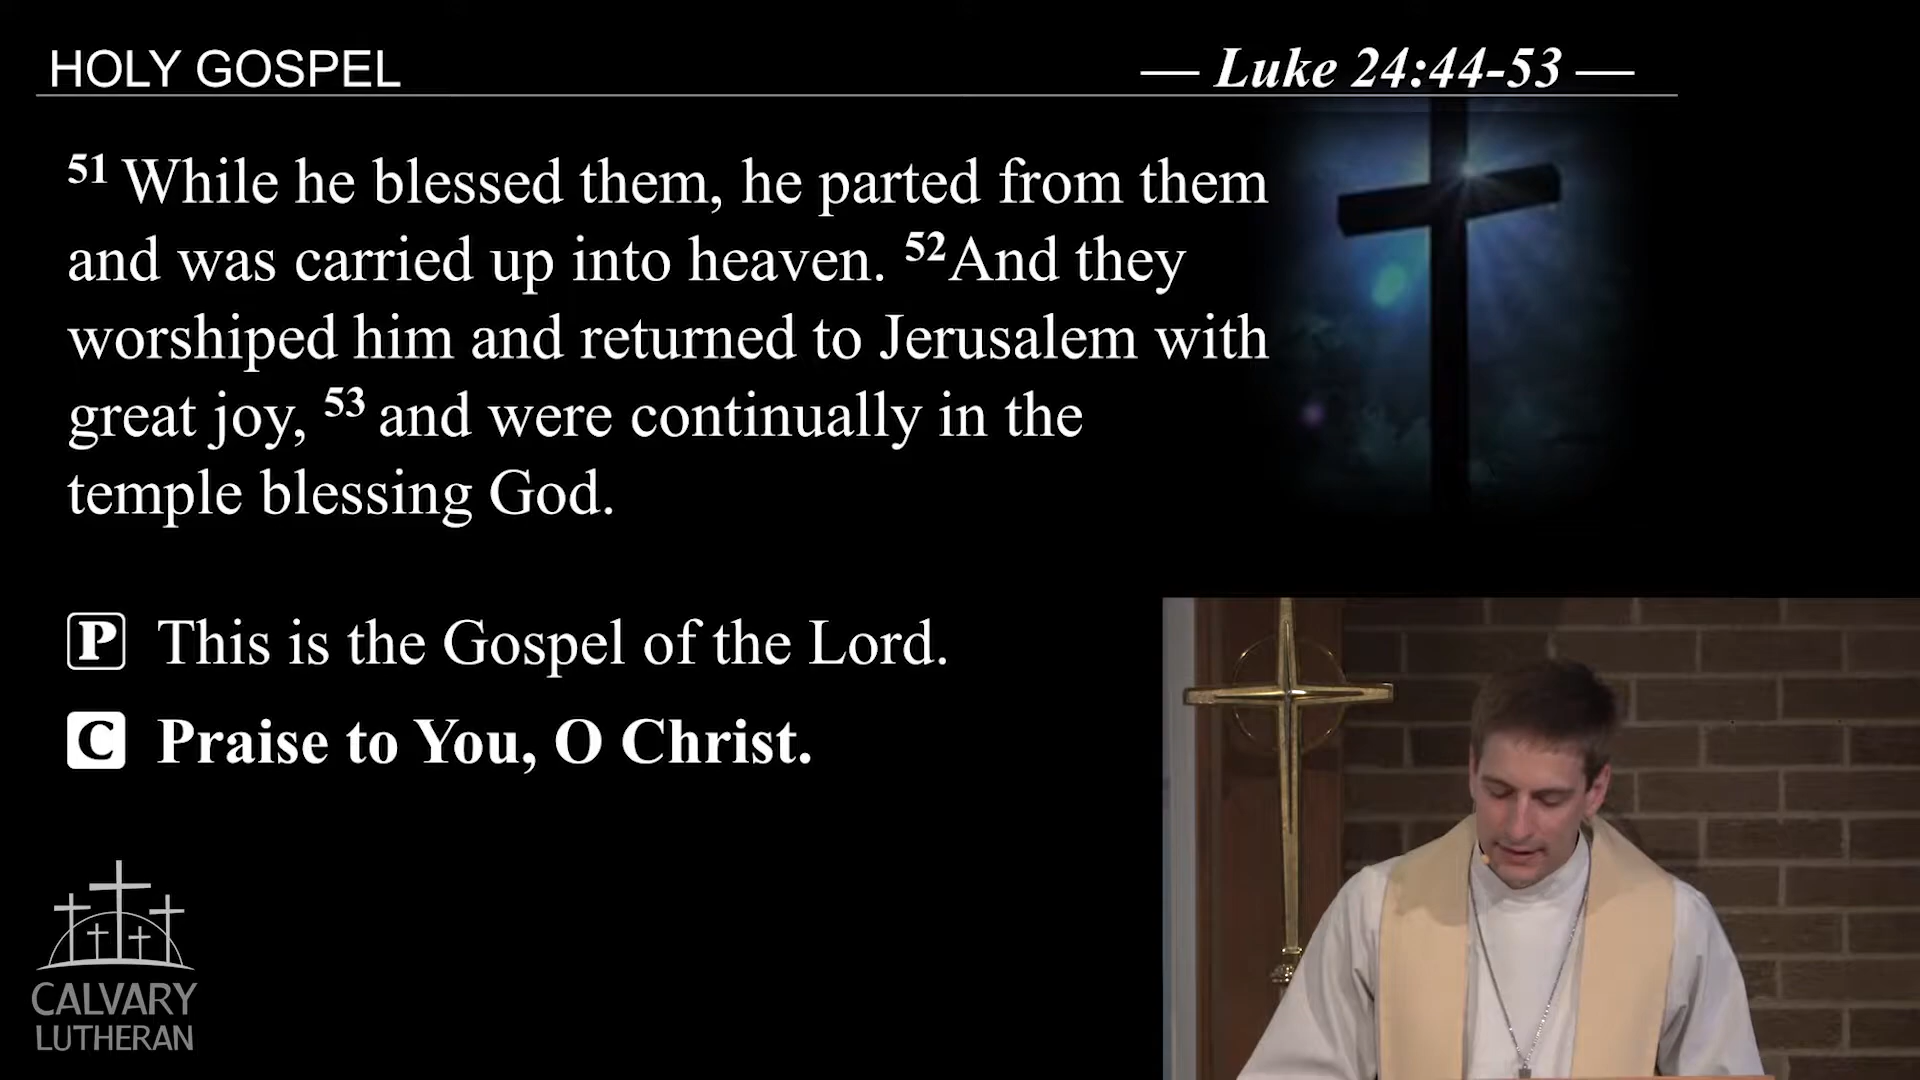 HOLY GOSPEL
— Luke 24:44-53 —
51 While he blessed them, he parted from them
and was carried up into heaven. 52And they
worshiped him and returned to Jerusalem with
great joy, 53 and were continually in the
temple blessing God.
P This is the Gospel of the Lord.
C Praise to You, O Christ.
CALVARY
LUTHERAN